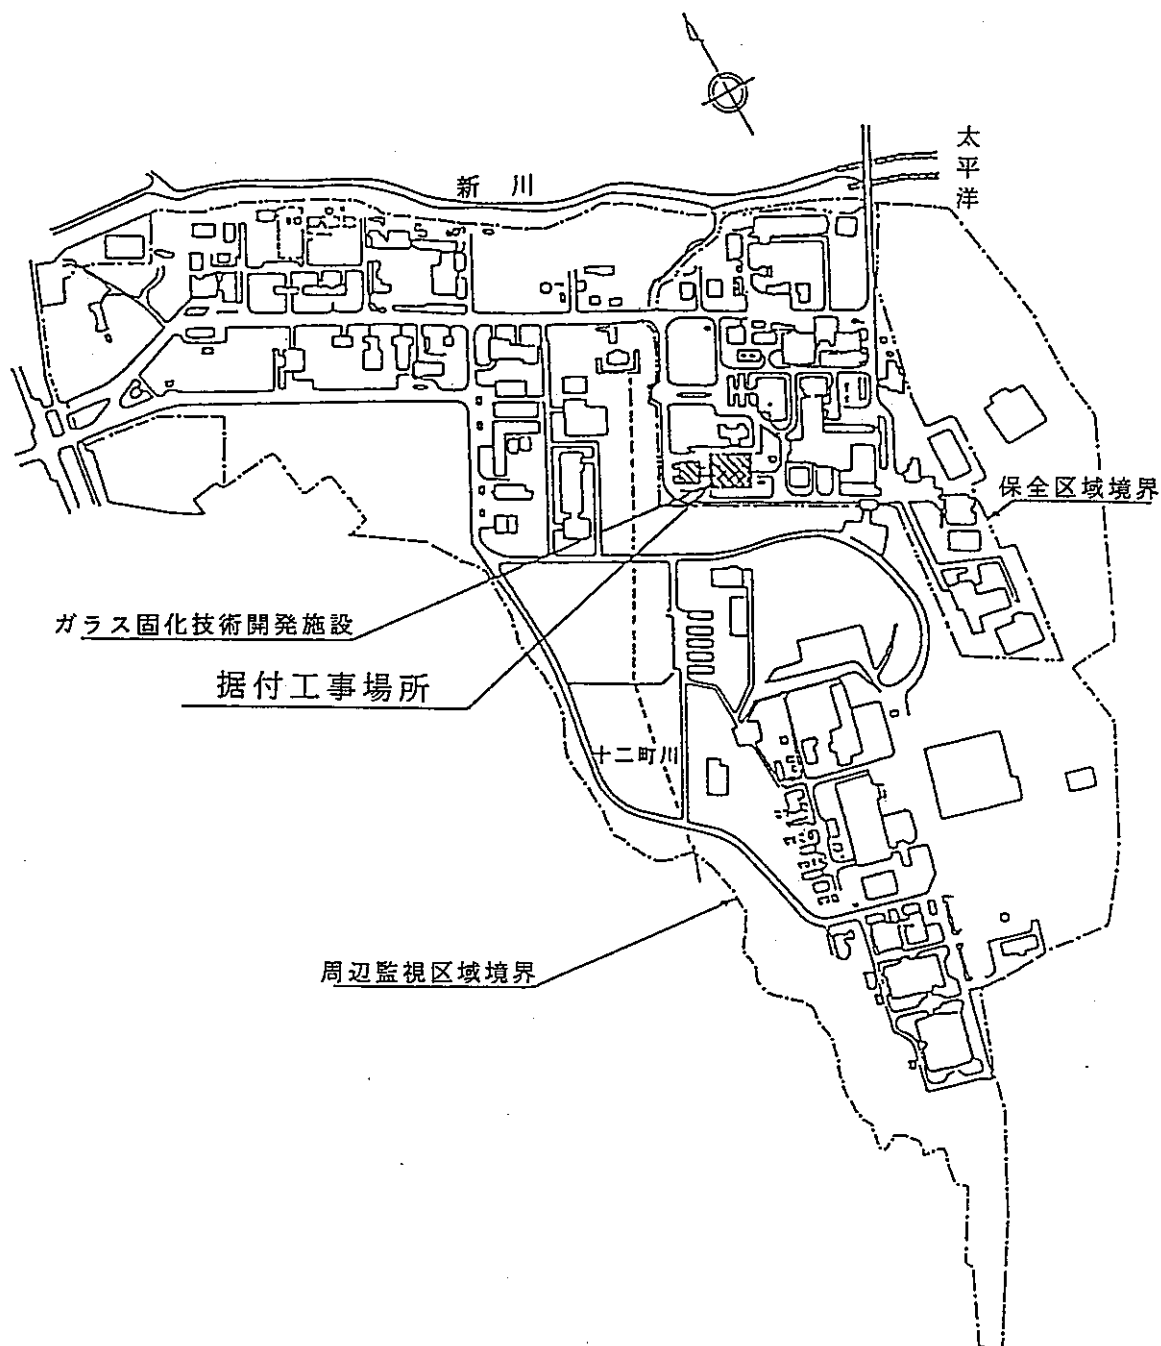 太平洋
新川
保全区域境界
ガラス固化技術開発施設
据付工事場所
十二町川
周辺監視区域境界